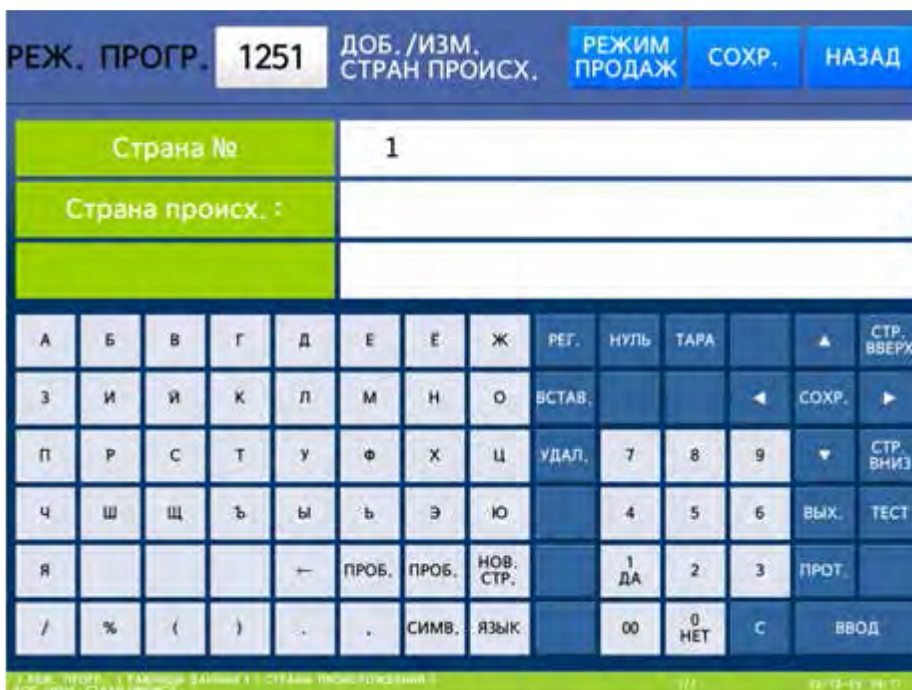 РЕЖ. ПРОГР. 1251 ДОБ./ИЗМ. СТРАН ПРОИСХ. РЕЖИМ ПРОДАЖ СОХР. НАЗАД
Страна № 1
Страна происх. :
А Б В Г Д Е Ё Ж РЕГ. НУЛЬ ТАРА ▲ СТР. ВВЕРХ
З И Й К Л М Н О ВСТАВ. ◄ СОХР. ►
П Р С Т У Ф Х Ц УДАЛ. 7 8 9 ▼ СТР. ВНИЗ
Ч Ш Щ Ъ Ы Ь Э Ю 4 5 6 ВЫХ. ТЕСТ
Я ← ПРОБ. ПРОБ. НОВ. СТР. 1 ДА 2 3 ПРОТ.
/ % ( ) СИМВ. ЯЗЫК 00 0 НЕТ С ВВОД